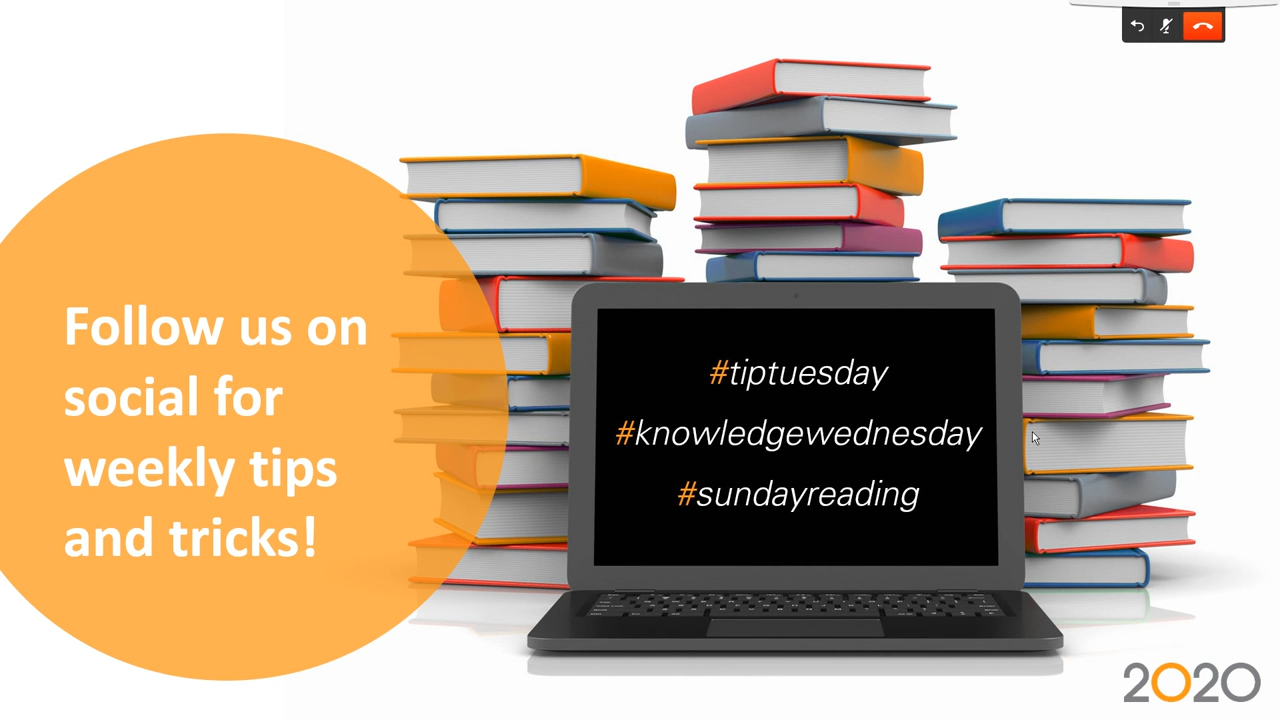 Follow us on
social for
weekly tips
and tricks!
#tiptuesday
#knowledgewednesday
#sundayreading
2020